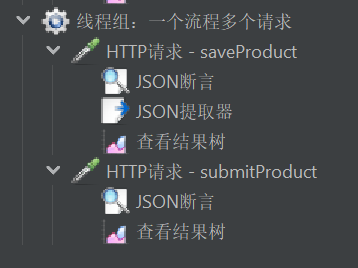 线程组：一个流程多个请求
HTTP请求 - saveProduct
JSON断言
JSON提取器
查看结果树
HTTP请求 - submitProduct
JSON断言
查看结果树